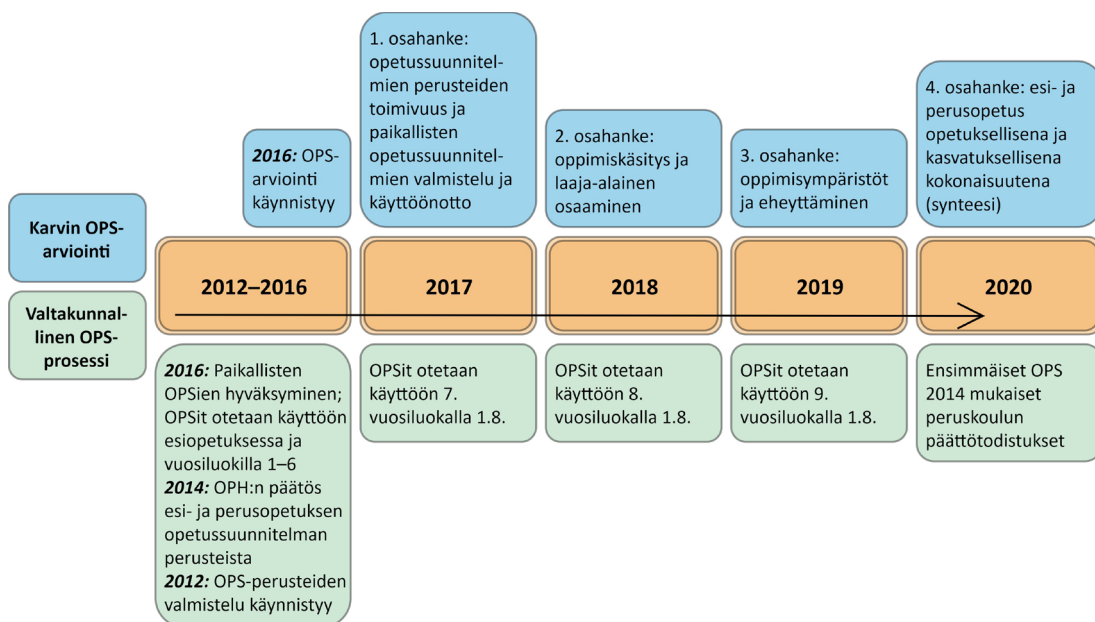 1. osahanke:
opetussuunnitel-
mien perusteiden
toimivuus ja
paikallisten
opetussuunnitel-
mien valmistelu ja
käyttöönotto
4. osahanke: esi- ja
perusopetus
opetuksellisena ja
kasvatuksellisena
kokonaisuutena
(synteesi)
2. osahanke:
oppimiskäsitys ja
laaja-alainen
osaaminen
2016: OPS-
arviointi
käynnistyy
3. osahanke:
oppimisympäristöt
ja eheyttäminen
Karvin OPS-
arviointi
2012–2016
2017
2018
2019
2020
Valtakunnal-
linen OPS-
prosessi
2016: Paikallisten
OPSien hyväksyminen;
OPSit otetaan käyttöön
esiopetuksessa ja
vuosiluokilla 1–6
2014: OPH:n päätös
esi- ja perusopetuksen
opetussuunnitelman
perusteista
2012: OPS-perusteiden
valmistelu käynnistyy
OPSit otetaan
käyttöön 7.
vuosiluokalla 1.8.
OPSit otetaan
käyttöön 8.
vuosiluokalla 1.8.
OPSit otetaan
käyttöön 9.
vuosiluokalla 1.8.
Ensimmäiset OPS
2014 mukaiset
peruskoulun
päättötodistukset